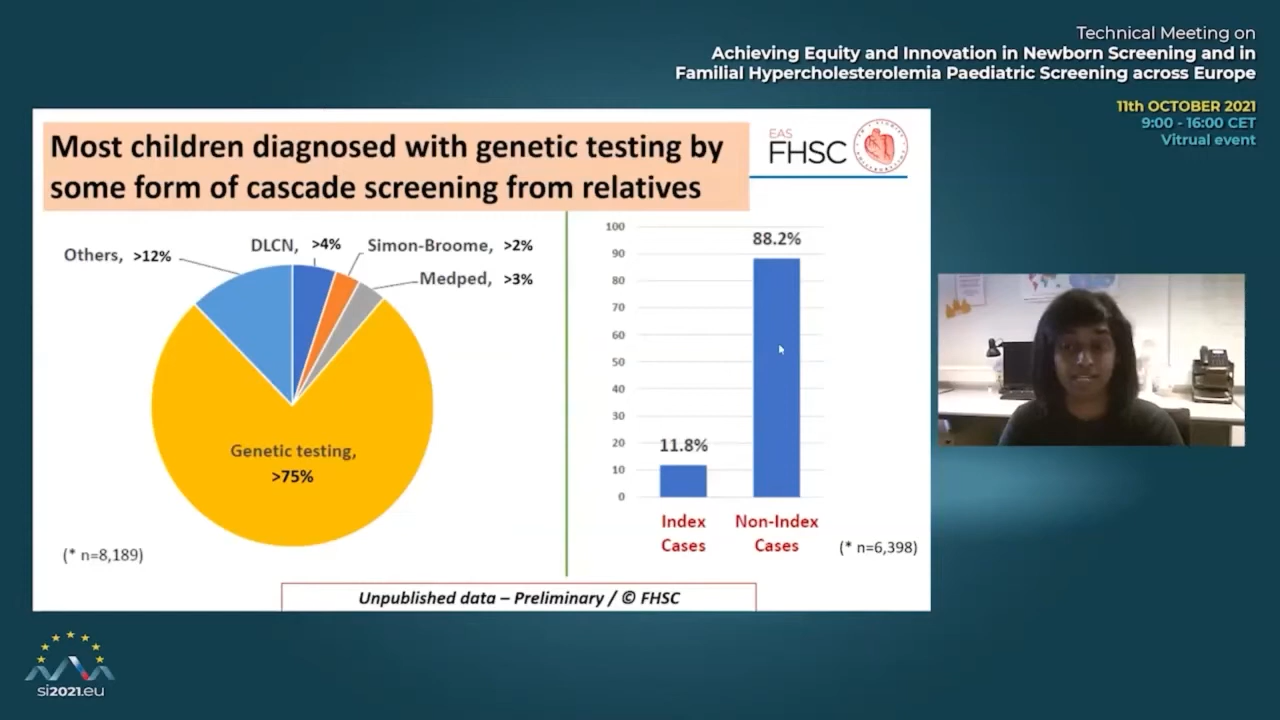 Technical Meeting on
Achieving Equity and Innovation in Newborn Screening and in
Familial Hypercholesterolemia Paediatric Screening across Europe
11th OCTOBER 2021
9:00 - 16:00 CET
Vitrual event
Most children diagnosed with genetic testing by
some form of cascade screening from relatives
EAS
FHSC
Others, >12%
DLCN, >4%
Simon-Broome, >2%
Medped, >3%
Genetic testing,
>75%
(* n=8,189)
100
90
80
70
60
50
40
30
20
10
0
88.2%
11.8%
Index
Cases
Non-Index
Cases
(* n=6,398)
Unpublished data – Preliminary / © FHSC
si2021.eu